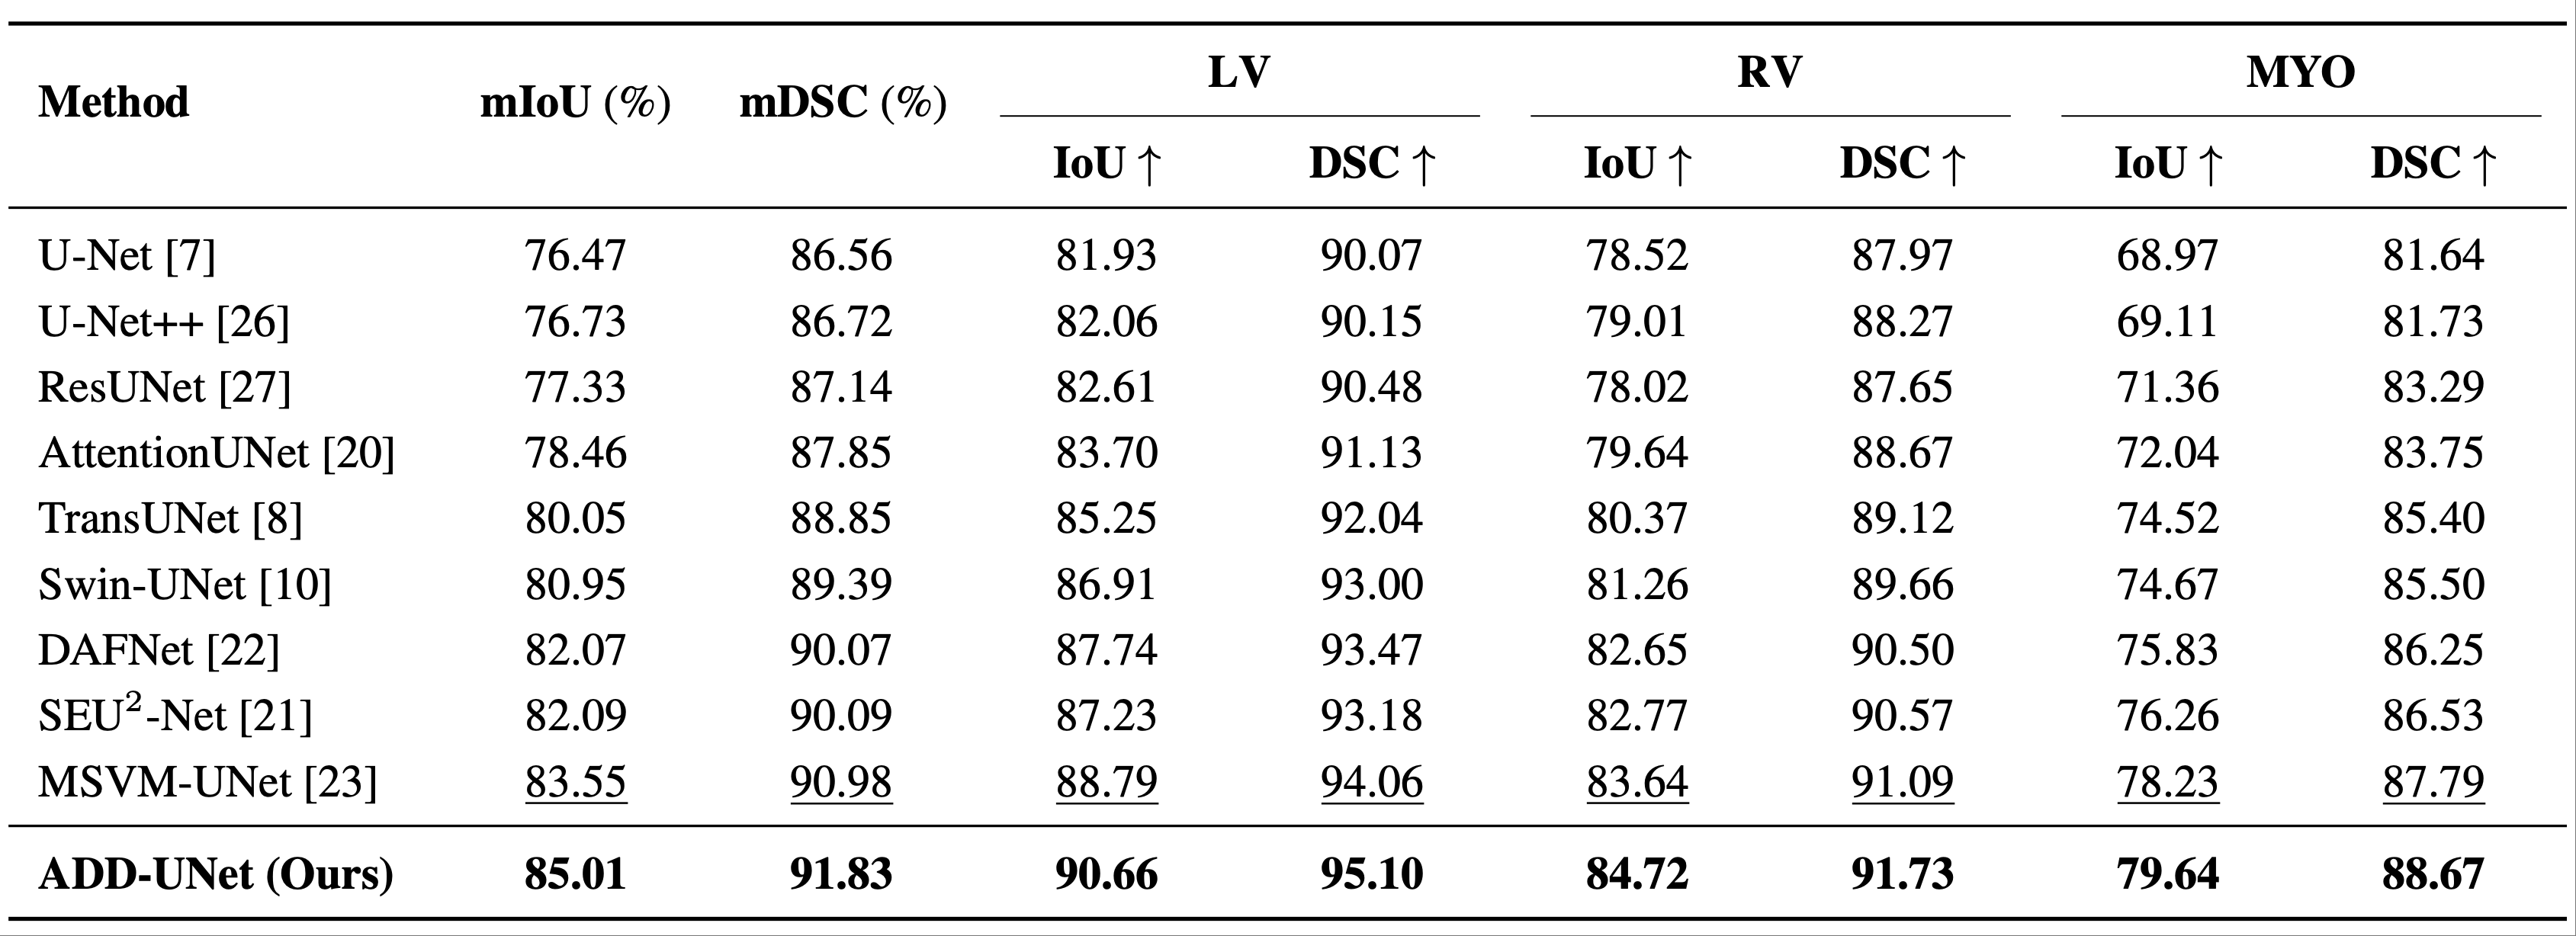 Method mIoU (%) mDSC (%) LV RV MYO
IoU ↑ DSC ↑ IoU ↑ DSC ↑ IoU ↑ DSC ↑
U-Net [7] 76.47 86.56 81.93 90.07 78.52 87.97 68.97 81.64
U-Net++ [26] 76.73 86.72 82.06 90.15 79.01 88.27 69.11 81.73
ResUNet [27] 77.33 87.14 82.61 90.48 78.02 87.65 71.36 83.29
AttentionUNet [20] 78.46 87.85 83.70 91.13 79.64 88.67 72.04 83.75
TransUNet [8] 80.05 88.85 85.25 92.04 80.37 89.12 74.52 85.40
Swin-UNet [10] 80.95 89.39 86.91 93.00 81.26 89.66 74.67 85.50
DAFNet [22] 82.07 90.07 87.74 93.47 82.65 90.50 75.83 86.25
SEU²-Net [21] 82.09 90.09 87.23 93.18 82.77 90.57 76.26 86.53
MSVM-UNet [23] 83.55 90.98 88.79 94.06 83.64 91.09 78.23 87.79
ADD-UNet (Ours) 85.01 91.83 90.66 95.10 84.72 91.73 79.64 88.67